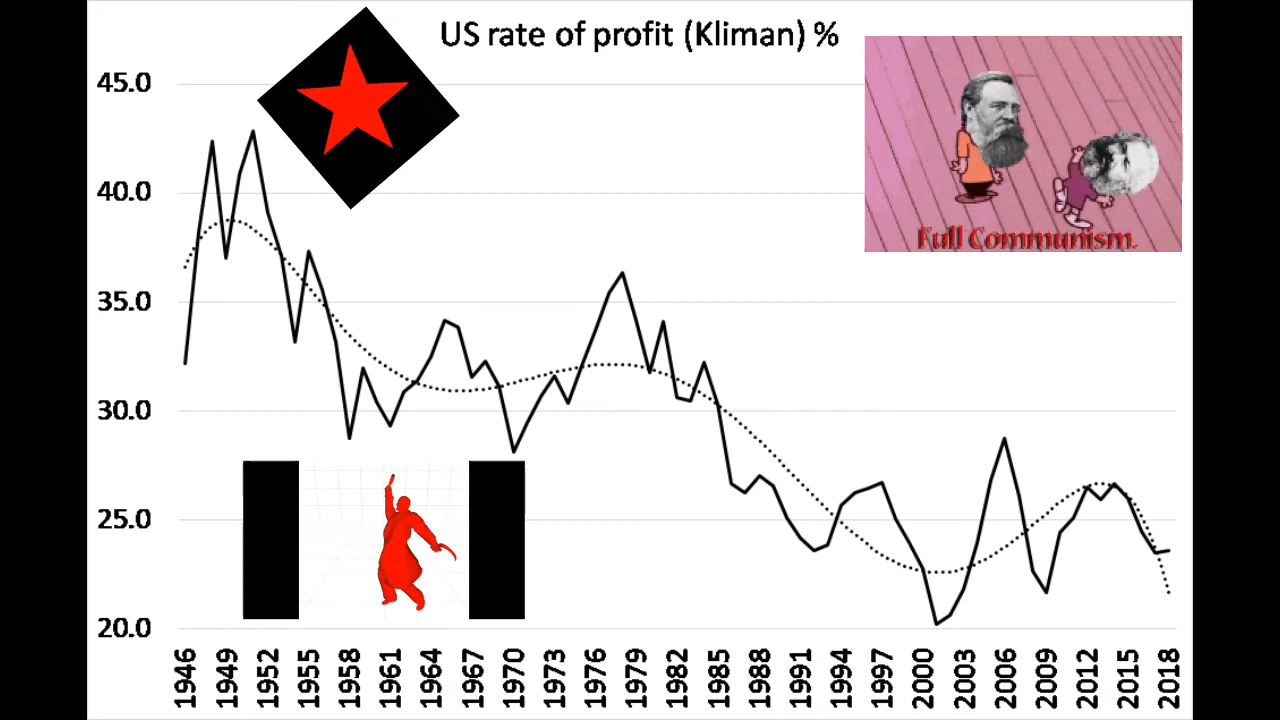 US rate of profit (Kliman) %
45.0
40.0
35.0
30.0
25.0
20.0
1946 1949 1952 1955 1958 1961 1964 1967 1970 1973 1976 1979 1982 1985 1988 1991 1994 1997 2000 2003 2006 2009 2012 2015 2018
Full Communism.